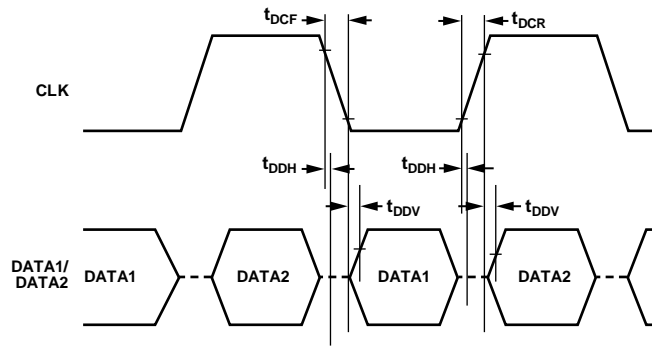 tDCF
tDCR
CLK
tDDH
tDDH
tDDV
tDDV
DATA1/
DATA2
DATA1
DATA2
DATA1
DATA2